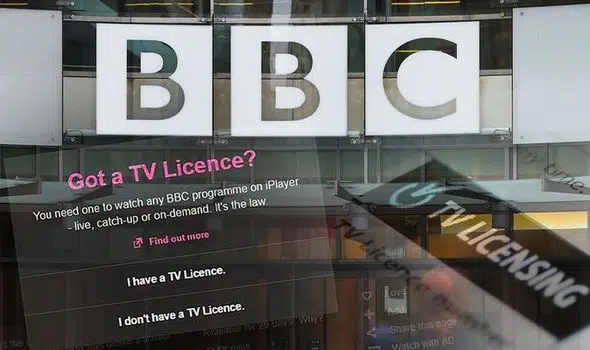 BBC
Got a TV Licence?
You need one to watch any BBC programme on iPlayer
- live, catch-up or on-demand. It's the law.
Find out more
I have a TV Licence.
I don't have a TV Licence.
TV LICENSING
Share this page
Watch with AD